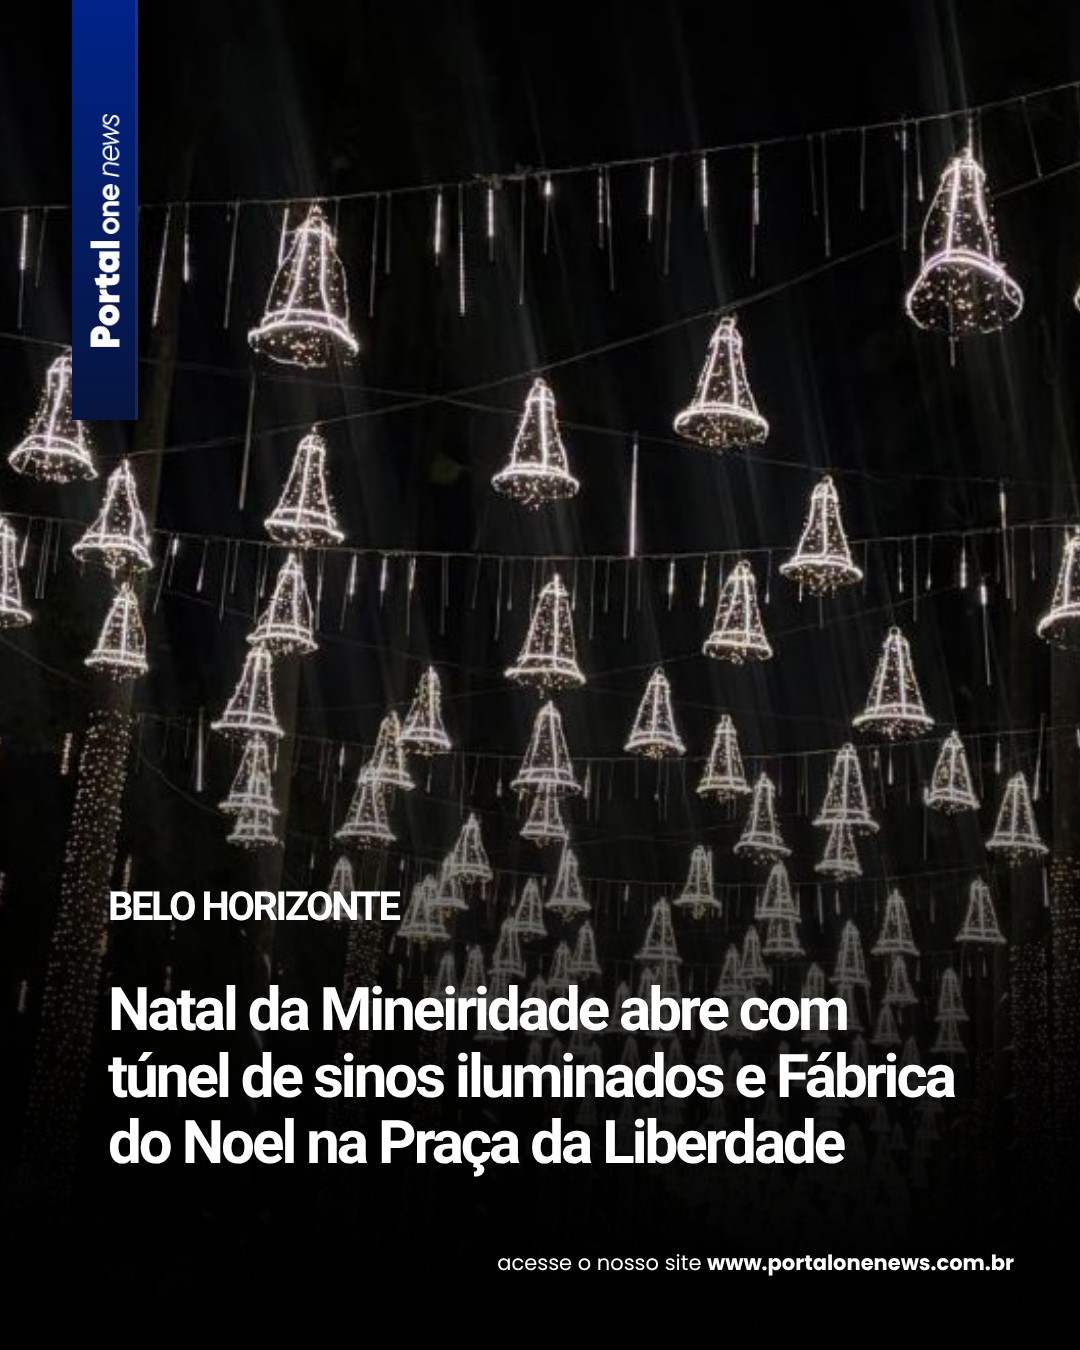 Portal one news
BELO HORIZONTE
Natal da Mineiridade abre com
túnel de sinos iluminados e Fábrica
do Noel na Praça da Liberdade
acesse o nosso site www.portalonenews.com.br